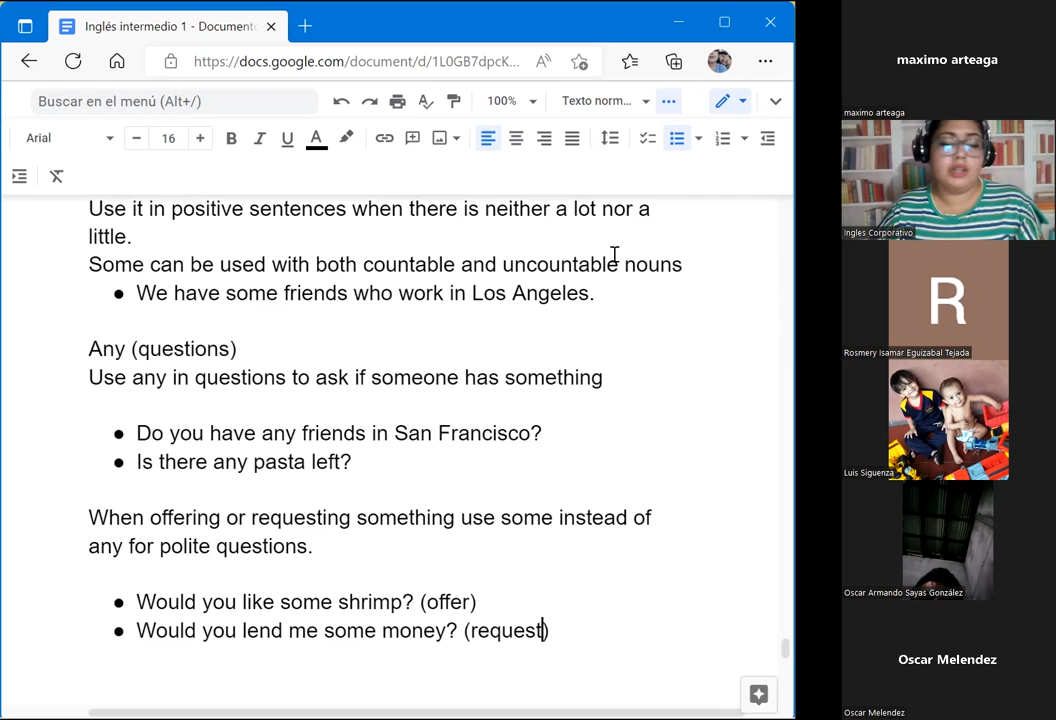 Inglés intermedio 1 - Documento
https://docs.google.com/document/d/1L0GB7dpcK...
Buscar en el menú (Alt+/)
100%
Texto norm...
Arial
16
Use it in positive sentences when there is neither a lot nor a
little.
Some can be used with both countable and uncountable nouns
● We have some friends who work in Los Angeles.
Any (questions)
Use any in questions to ask if someone has something
● Do you have any friends in San Francisco?
● Is there any pasta left?
When offering or requesting something use some instead of
any for polite questions.
● Would you like some shrimp? (offer)
● Would you lend me some money? (request)
maximo arteaga
maximo arteaga
Ingles Corporativo
R
Rosmery Isamar Eguizabal Tejada
Luis Siguenza
Oscar Armando Sayas González
Oscar Melendez
Oscar Melendez